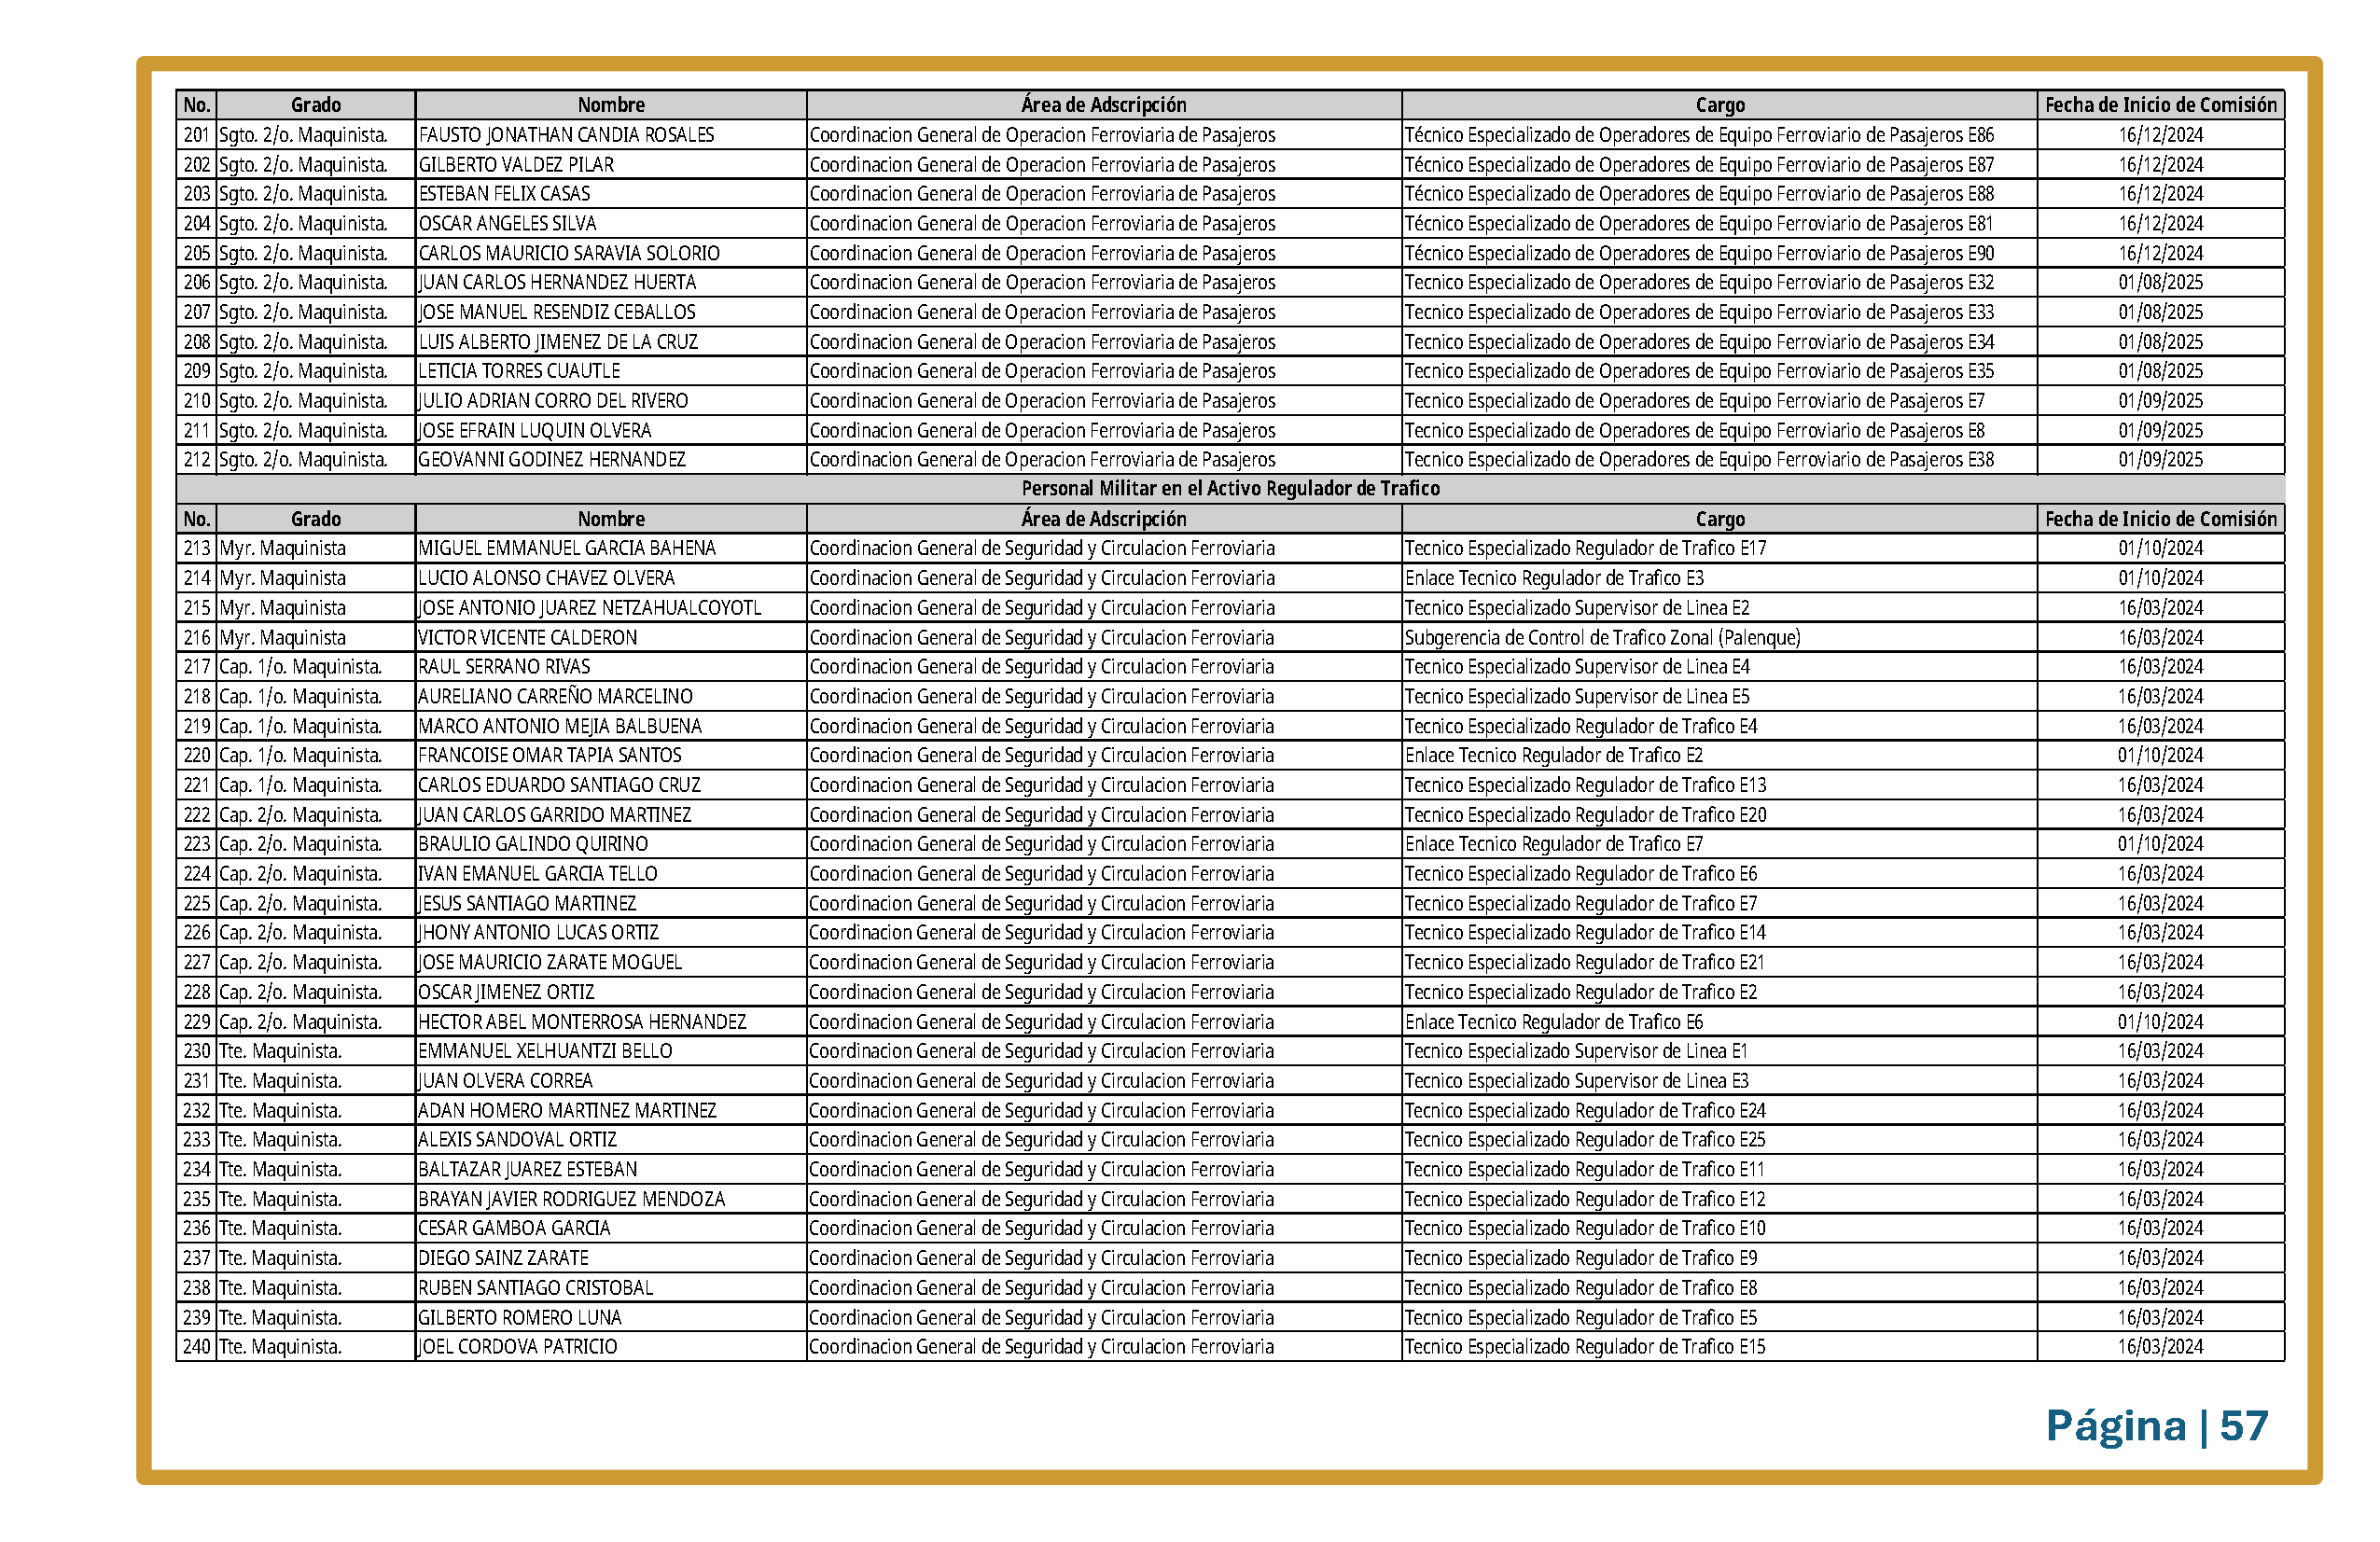 No. Grado Nombre Área de Adscripción Cargo Fecha de Inicio de Comisión
201 Sgto. 2/o. Maquinista. FAUSTO JONATHAN CANDIA ROSALES Coordinacion General de Operacion Ferroviaria de Pasajeros Técnico Especializado de Operadores de Equipo Ferroviario de Pasajeros E86 16/12/2024
202 Sgto. 2/o. Maquinista. GILBERTO VALDEZ PILAR Coordinacion General de Operacion Ferroviaria de Pasajeros Técnico Especializado de Operadores de Equipo Ferroviario de Pasajeros E87 16/12/2024
203 Sgto. 2/o. Maquinista. ESTEBAN FELIX CASAS Coordinacion General de Operacion Ferroviaria de Pasajeros Técnico Especializado de Operadores de Equipo Ferroviario de Pasajeros E88 16/12/2024
204 Sgto. 2/o. Maquinista. OSCAR ANGELES SILVA Coordinacion General de Operacion Ferroviaria de Pasajeros Técnico Especializado de Operadores de Equipo Ferroviario de Pasajeros E81 16/12/2024
205 Sgto. 2/o. Maquinista. CARLOS MAURICIO SARAVIA SOLORIO Coordinacion General de Operacion Ferroviaria de Pasajeros Técnico Especializado de Operadores de Equipo Ferroviario de Pasajeros E90 16/12/2024
206 Sgto. 2/o. Maquinista. JUAN CARLOS HERNANDEZ HUERTA Coordinacion General de Operacion Ferroviaria de Pasajeros Tecnico Especializado de Operadores de Equipo Ferroviario de Pasajeros E32 01/08/2025
207 Sgto. 2/o. Maquinista. JOSE MANUEL RESENDIZ CEBALLOS Coordinacion General de Operacion Ferroviaria de Pasajeros Tecnico Especializado de Operadores de Equipo Ferroviario de Pasajeros E33 01/08/2025
208 Sgto. 2/o. Maquinista. LUIS ALBERTO JIMENEZ DE LA CRUZ Coordinacion General de Operacion Ferroviaria de Pasajeros Tecnico Especializado de Operadores de Equipo Ferroviario de Pasajeros E34 01/08/2025
209 Sgto. 2/o. Maquinista. LETICIA TORRES CUAUTLE Coordinacion General de Operacion Ferroviaria de Pasajeros Tecnico Especializado de Operadores de Equipo Ferroviario de Pasajeros E35 01/08/2025
210 Sgto. 2/o. Maquinista. JULIO ADRIAN CORRO DEL RIVERO Coordinacion General de Operacion Ferroviaria de Pasajeros Tecnico Especializado de Operadores de Equipo Ferroviario de Pasajeros E7 01/09/2025
211 Sgto. 2/o. Maquinista. JOSE EFRAIN LUQUIN OLVERA Coordinacion General de Operacion Ferroviaria de Pasajeros Tecnico Especializado de Operadores de Equipo Ferroviario de Pasajeros E8 01/09/2025
212 Sgto. 2/o. Maquinista. GEOVANNI GODINEZ HERNANDEZ Coordinacion General de Operacion Ferroviaria de Pasajeros Tecnico Especializado de Operadores de Equipo Ferroviario de Pasajeros E38 01/09/2025
Personal Militar en el Activo Regulador de Trafico
No. Grado Nombre Área de Adscripción Cargo Fecha de Inicio de Comisión
213 Myr. Maquinista MIGUEL EMMANUEL GARCIA BAHENA Coordinacion General de Seguridad y Circulacion Ferroviaria Tecnico Especializado Regulador de Trafico E17 01/10/2024
214 Myr. Maquinista LUCIO ALONSO CHAVEZ OLVERA Coordinacion General de Seguridad y Circulacion Ferroviaria Enlace Tecnico Regulador de Trafico E3 01/10/2024
215 Myr. Maquinista JOSE ANTONIO JUAREZ NETZAHUALCOYOTL Coordinacion General de Seguridad y Circulacion Ferroviaria Tecnico Especializado Supervisor de Linea E2 16/03/2024
216 Myr. Maquinista VICTOR VICENTE CALDERON Coordinacion General de Seguridad y Circulacion Ferroviaria Subgerencia de Control de Trafico Zonal (Palenque) 16/03/2024
217 Cap. 1/o. Maquinista. RAUL SERRANO RIVAS Coordinacion General de Seguridad y Circulacion Ferroviaria Tecnico Especializado Supervisor de Linea E4 16/03/2024
218 Cap. 1/o. Maquinista. AURELIANO CARREÑO MARCELINO Coordinacion General de Seguridad y Circulacion Ferroviaria Tecnico Especializado Supervisor de Linea E5 16/03/2024
219 Cap. 1/o. Maquinista. MARCO ANTONIO MEJIA BALBUENA Coordinacion General de Seguridad y Circulacion Ferroviaria Tecnico Especializado Regulador de Trafico E4 16/03/2024
220 Cap. 1/o. Maquinista. FRANCOISE OMAR TAPIA SANTOS Coordinacion General de Seguridad y Circulacion Ferroviaria Enlace Tecnico Regulador de Trafico E2 01/10/2024
221 Cap. 1/o. Maquinista. CARLOS EDUARDO SANTIAGO CRUZ Coordinacion General de Seguridad y Circulacion Ferroviaria Tecnico Especializado Regulador de Trafico E13 16/03/2024
222 Cap. 2/o. Maquinista. JUAN CARLOS GARRIDO MARTINEZ Coordinacion General de Seguridad y Circulacion Ferroviaria Tecnico Especializado Regulador de Trafico E20 16/03/2024
223 Cap. 2/o. Maquinista. BRAULIO GALINDO QUIRINO Coordinacion General de Seguridad y Circulacion Ferroviaria Enlace Tecnico Regulador de Trafico E7 01/10/2024
224 Cap. 2/o. Maquinista. IVAN EMANUEL GARCIA TELLO Coordinacion General de Seguridad y Circulacion Ferroviaria Tecnico Especializado Regulador de Trafico E6 16/03/2024
225 Cap. 2/o. Maquinista. JESUS SANTIAGO MARTINEZ Coordinacion General de Seguridad y Circulacion Ferroviaria Tecnico Especializado Regulador de Trafico E7 16/03/2024
226 Cap. 2/o. Maquinista. JHONY ANTONIO LUCAS ORTIZ Coordinacion General de Seguridad y Circulacion Ferroviaria Tecnico Especializado Regulador de Trafico E14 16/03/2024
227 Cap. 2/o. Maquinista. JOSE MAURICIO ZARATE MOGUEL Coordinacion General de Seguridad y Circulacion Ferroviaria Tecnico Especializado Regulador de Trafico E21 16/03/2024
228 Cap. 2/o. Maquinista. OSCAR JIMENEZ ORTIZ Coordinacion General de Seguridad y Circulacion Ferroviaria Tecnico Especializado Regulador de Trafico E2 16/03/2024
229 Cap. 2/o. Maquinista. HECTOR ABEL MONTERROSA HERNANDEZ Coordinacion General de Seguridad y Circulacion Ferroviaria Enlace Tecnico Regulador de Trafico E6 01/10/2024
230 Tte. Maquinista. EMMANUEL XELHUANTZI BELLO Coordinacion General de Seguridad y Circulacion Ferroviaria Tecnico Especializado Supervisor de Linea E1 16/03/2024
231 Tte. Maquinista. JUAN OLVERA CORREA Coordinacion General de Seguridad y Circulacion Ferroviaria Tecnico Especializado Supervisor de Linea E3 16/03/2024
232 Tte. Maquinista. ADAN HOMERO MARTINEZ MARTINEZ Coordinacion General de Seguridad y Circulacion Ferroviaria Tecnico Especializado Regulador de Trafico E24 16/03/2024
233 Tte. Maquinista. ALEXIS SANDOVAL ORTIZ Coordinacion General de Seguridad y Circulacion Ferroviaria Tecnico Especializado Regulador de Trafico E25 16/03/2024
234 Tte. Maquinista. BALTAZAR JUAREZ ESTEBAN Coordinacion General de Seguridad y Circulacion Ferroviaria Tecnico Especializado Regulador de Trafico E11 16/03/2024
235 Tte. Maquinista. BRAYAN JAVIER RODRIGUEZ MENDOZA Coordinacion General de Seguridad y Circulacion Ferroviaria Tecnico Especializado Regulador de Trafico E12 16/03/2024
236 Tte. Maquinista. CESAR GAMBOA GARCIA Coordinacion General de Seguridad y Circulacion Ferroviaria Tecnico Especializado Regulador de Trafico E10 16/03/2024
237 Tte. Maquinista. DIEGO SAINZ ZARATE Coordinacion General de Seguridad y Circulacion Ferroviaria Tecnico Especializado Regulador de Trafico E9 16/03/2024
238 Tte. Maquinista. RUBEN SANTIAGO CRISTOBAL Coordinacion General de Seguridad y Circulacion Ferroviaria Tecnico Especializado Regulador de Trafico E8 16/03/2024
239 Tte. Maquinista. GILBERTO ROMERO LUNA Coordinacion General de Seguridad y Circulacion Ferroviaria Tecnico Especializado Regulador de Trafico E5 16/03/2024
240 Tte. Maquinista. JOEL CORDOVA PATRICIO Coordinacion General de Seguridad y Circulacion Ferroviaria Tecnico Especializado Regulador de Trafico E15 16/03/2024
Página | 57